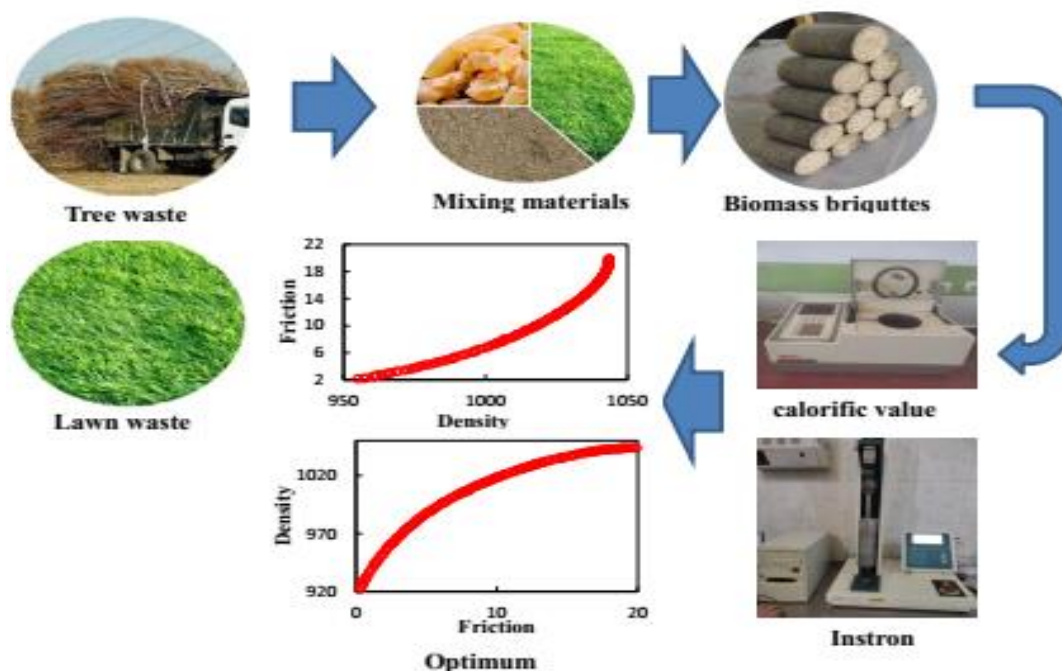 Tree waste
Mixing materials
Biomass briquttes
22
18
14
10
6
2
Friction
950
1000
1050
Density
Lawn waste
calorific value
1020
970
920
Density
0
10
20
Friction
Optimum
Instron